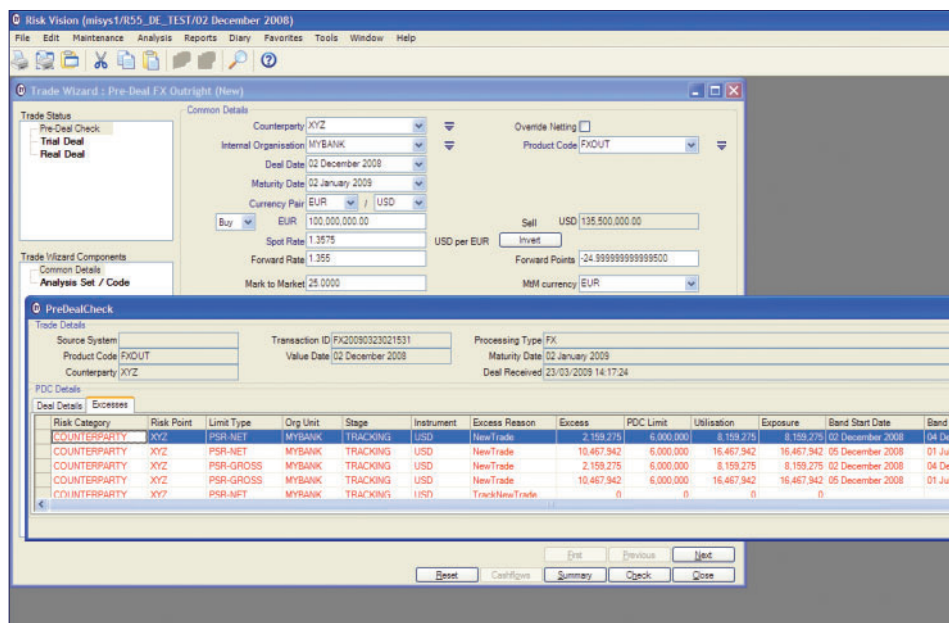 Risk Vision (misys1/R55_DE_TEST/02 December 2008)
File Edit Maintenance Analysis Reports Diary Favorites Tools Window Help
Trade Wizard : Pre-Deal FX Outright (New)
Trade Status
Pre-Deal Check
Trial Deal
Real Deal
Trade Wizard Components
Common Details
Analysis Set / Code
Common Details
Counterparty XYZ Override Netting
Internal Organisation MYBANK Product Code FXOUT
Deal Date 02 December 2008
Maturity Date 02 January 2009
Currency Pair EUR / USD
Buy EUR 100,000,000.00 Sell USD 135,500,000.00
Spot Rate 1.3575 USD per EUR Invert
Forward Rate 1.355 Forward Points -24.999999999999500
Mark to Market 25.0000 MtM currency EUR
PreDealCheck
Trade Details
Source System Transaction ID FX20090323021531 Processing Type FX
Product Code FXOUT Value Date 02 December 2008 Maturity Date 02 January 2009
Counterparty XYZ Deal Received 23/03/2009 14:17:24
PDC Details
Deal Details Excesses
Risk Category Risk Point Limit Type Org Unit Stage Instrument Excess Reason Excess PDC Limit Utilisation Exposure Band Start Date Band
COUNTERPARTY XYZ PSR-NET MYBANK TRACKING USD NewTrade 2,159,275 6,000,000 8,159,275 8,159,275 02 December 2008 04 De
COUNTERPARTY XYZ PSR-NET MYBANK TRACKING USD NewTrade 10,467,942 6,000,000 16,467,942 16,467,942 05 December 2008 01 Ju
COUNTERPARTY XYZ PSR-GROSS MYBANK TRACKING USD NewTrade 2,159,275 6,000,000 8,159,275 8,159,275 02 December 2008 04 De
COUNTERPARTY XYZ PSR-GROSS MYBANK TRACKING USD NewTrade 10,467,942 6,000,000 16,467,942 16,467,942 05 December 2008 01 Ju
COUNTERPARTY XYZ PSR-NET MYBANK TRACKING USD TrackNewTrade 0 0 0 0
First Previous Next
Reset Cashflows Summary Check Close